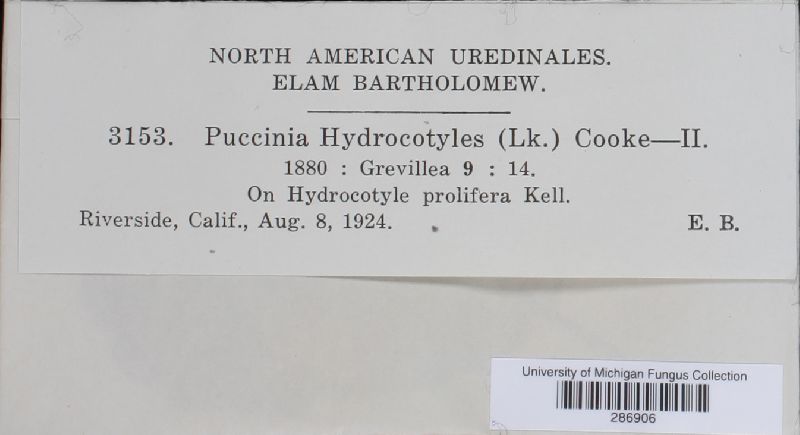 NORTH AMERICAN UREDINALES.
ELAM BARTHOLOMEW.
3153. Puccinia Hydrocotyles (Lk.) Cooke—II.
1880 : Grevillea 9 : 14.
On Hydrocotyle prolifera Kell.
Riverside, Calif., Aug. 8, 1924. E. B.
University of Michigan Fungus Collection
286906